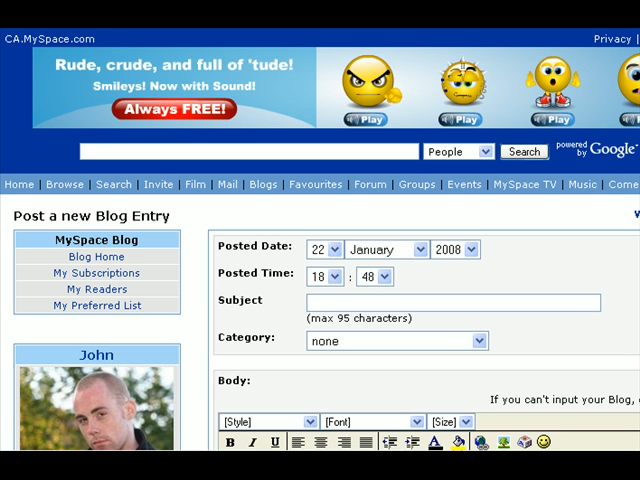 CA.MySpace.com Privacy |
Rude, crude, and full of 'tude!
Smileys! Now with Sound!
Always FREE!
Play Play Play
People Search powered by Google
Home | Browse | Search | Invite | Film | Mail | Blogs | Favourites | Forum | Groups | Events | MySpace TV | Music | Come
Post a new Blog Entry
MySpace Blog
Blog Home
My Subscriptions
My Readers
My Preferred List
John
Posted Date: 22 January 2008
Posted Time: 18 : 48
Subject
(max 95 characters)
Category: none
Body:
If you can't input your Blog,
[Style] [Font] [Size]
B I U A